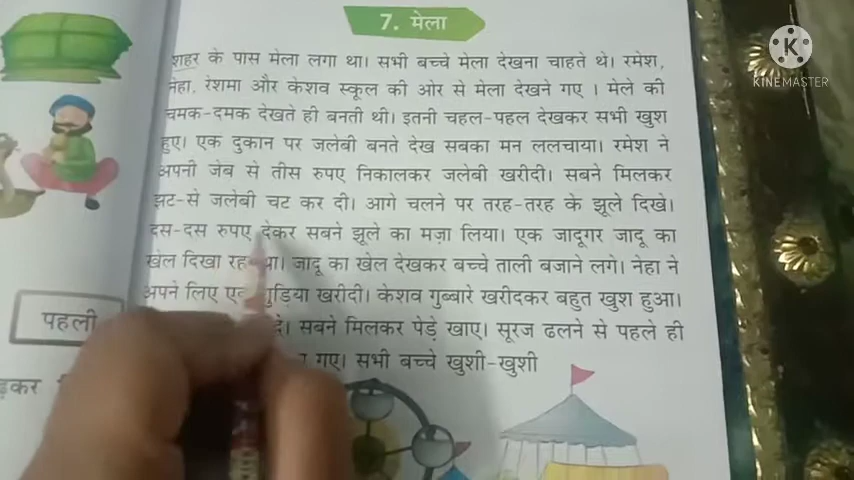 7. मेला
शहर के पास मेला लगा था। सभी बच्चे मेला देखना चाहते थे। रमेश,
नेहा, रेशमा और केशव स्कूल की ओर से मेला देखने गए । मेले की
चमक-दमक देखते ही बनती थी। इतनी चहल-पहल देखकर सभी खुश
हुए। एक दुकान पर जलेबी बनते देख सबका मन ललचाया। रमेश ने
अपनी जेब से तीस रुपए निकालकर जलेबी खरीदी। सबने मिलकर
झट-से जलेबी चट कर दी। आगे चलने पर तरह-तरह के झूले दिखे।
दस-दस रुपए देकर सबने झूले का मज़ा लिया। एक जादूगर जादू का
खेल दिखा रहा था। जादू का खेल देखकर बच्चे ताली बजाने लगे। नेहा ने
अपने लिए एक गुड़िया खरीदी। केशव गुब्बारे खरीदकर बहुत खुश हुआ।
सबने मिलकर पेड़े खाए। सूरज ढलने से पहले ही
गए। सभी बच्चे खुशी-खुशी
पहली
KINEMASTER